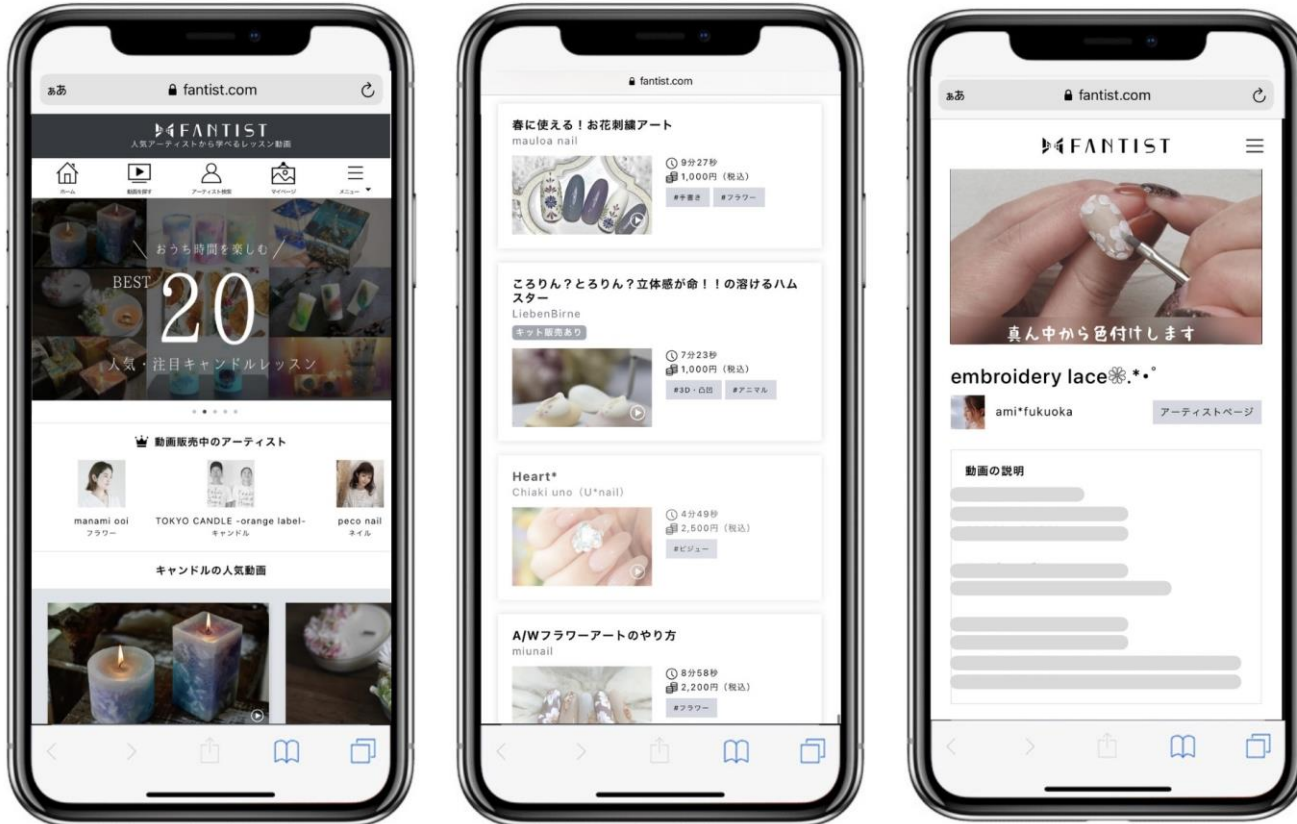 ぁあ
fantist.com
FANTIST
人気アーティストから学べるレッスン動画
ホーム
動画を探す
アーティスト検索
マイページ
メニュー
おうち時間を楽しむ
BEST
20
人気・注目キャンドルレッスン
動画販売中のアーティスト
manami ooi
フラワー
TOKYO CANDLE -orange label-
キャンドル
peco nail
ネイル
キャンドルの人気動画
fantist.com
春に使える！お花刺繍アート
mauloa nail
9分27秒
1,000円（税込）
#手書き #フラワー
ころりん？とろりん？立体感が命！！の溶けるハム
スター
LiebenBirne
キット販売あり
7分23秒
1,000円（税込）
#3D・凸凹 #アニマル
Heart*
Chiaki uno（U*nail）
4分49秒
2,500円（税込）
#ビジュー
A/Wフラワーアートのやり方
miunail
8分58秒
2,200円（税込）
#フラワー
ぁあ
fantist.com
FANTIST
真ん中から色付けします
embroidery lace❀.*•˚
ami*fukuoka
アーティストページ
動画の説明